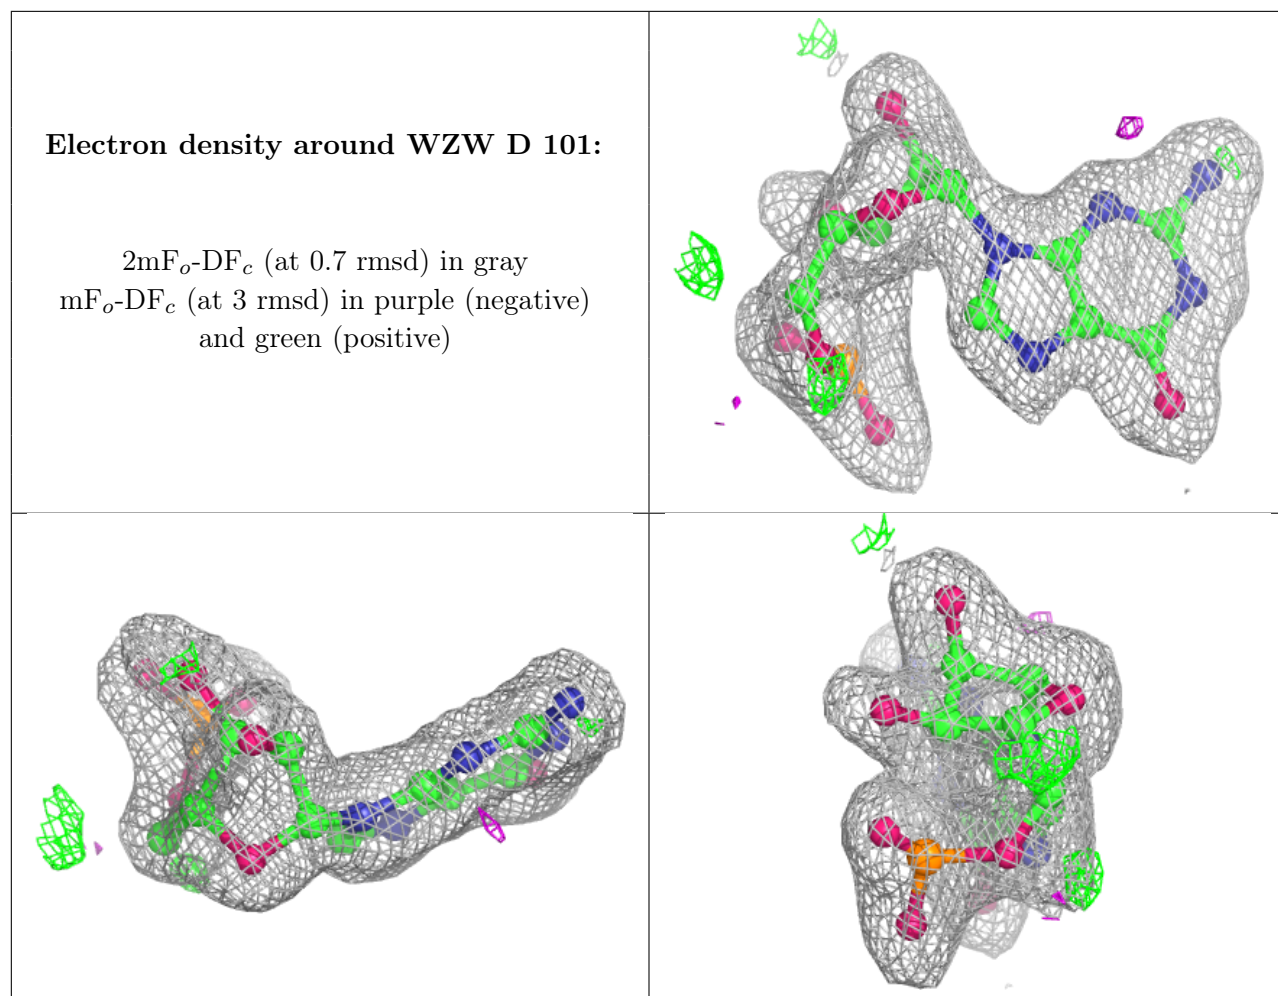 Electron density around WZW D 101:
2mFo-DFc (at 0.7 rmsd) in gray
mFo-DFc (at 3 rmsd) in purple (negative)
and green (positive)